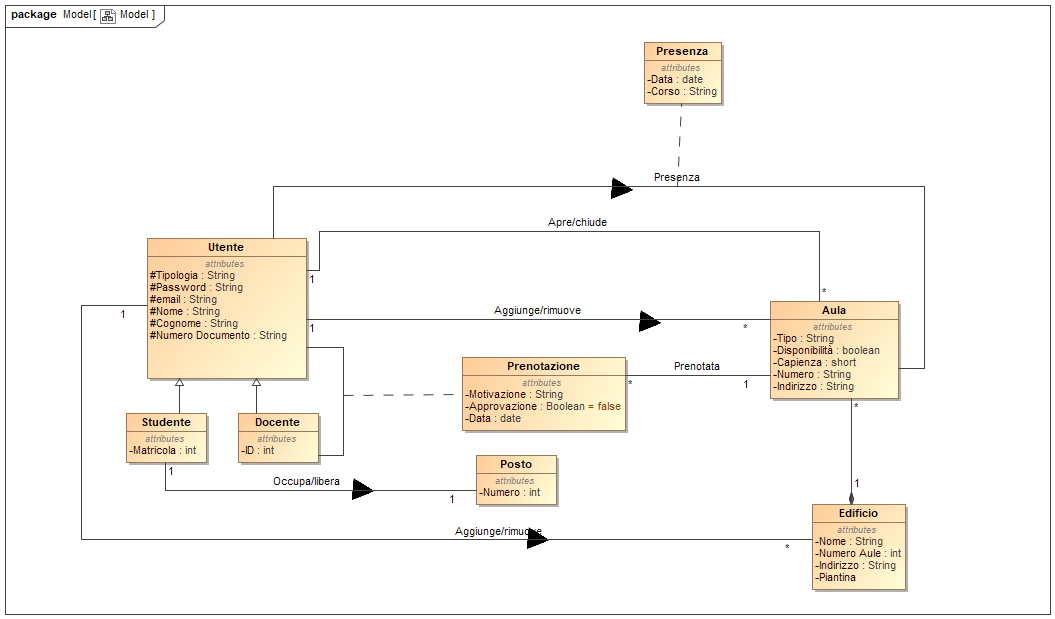 package Model[ Model ]
Presenza
attributes
-Data : date
-Corso : String
Presenza
Apre/chiude
Utente
attributes
#Tipologia : String
#Password : String
#email : String
#Nome : String
#Cognome : String
#Numero Documento : String
1
*
1
Aggiunge/rimuove
1
*
Aula
attributes
-Tipo : String
-Disponibilità : boolean
-Capienza : short
-Numero : String
-Indirizzo : String
Prenotazione
attributes
-Motivazione : String
-Approvazione : Boolean = false
-Data : date
*
Prenotata
1
*
Studente
attributes
-Matricola : int
Docente
attributes
-ID : int
1
Occupa/libera
1
Posto
attributes
-Numero : int
1
Edificio
attributes
-Nome : String
-Numero Aule : int
-Indirizzo : String
-Piantina
Aggiunge/rimuove
*